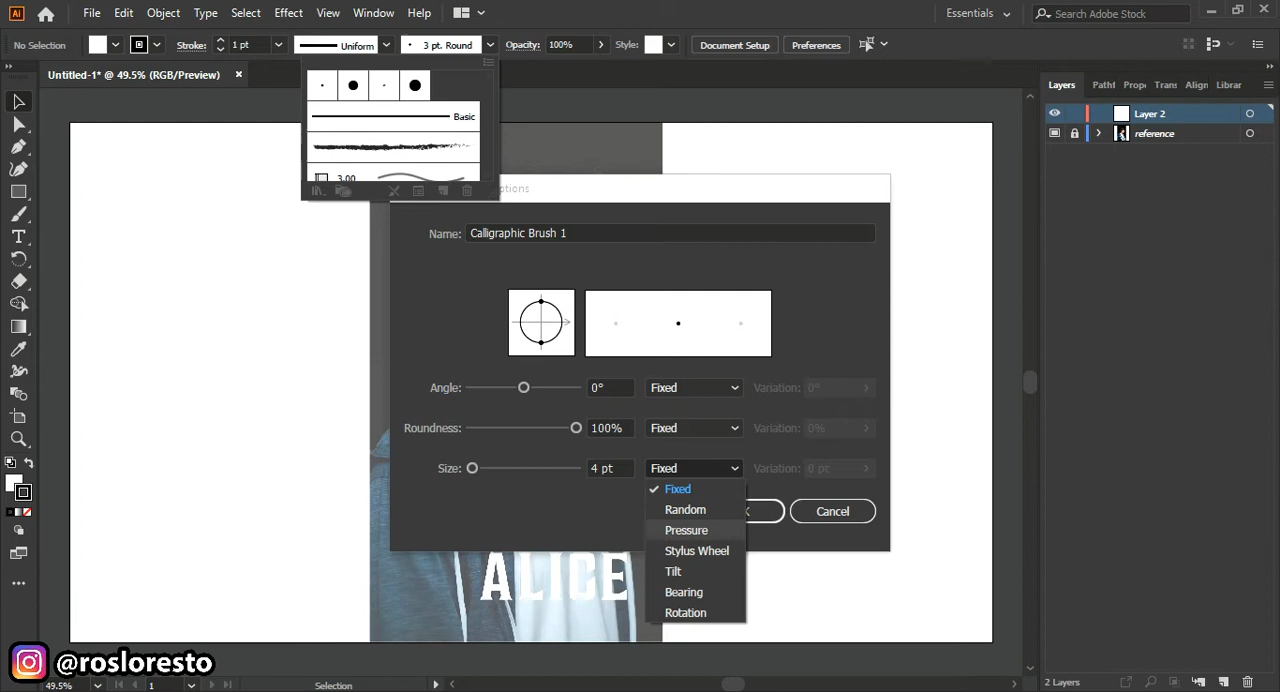 Ai File Edit Object Type Select Effect View Window Help Essentials Search Adobe Stock
No Selection Stroke: 1 pt Uniform 3 pt. Round Opacity: 100% Style: Document Setup Preferences
Untitled-1* @ 49.5% (RGB/Preview)
Layers Path Prop Trans Align Librar
Basic
Layer 2
reference
3.00
ptions
Name: Calligraphic Brush 1
Angle: 0° Fixed Variation: 0°
Roundness: 100% Fixed Variation: 0%
Size: 4 pt Fixed Variation: 0 pt
Fixed
Random
Pressure
Stylus Wheel
Tilt
Bearing
Rotation
K Cancel
ALICE
@rosloresto
49.5% 1 Selection 2 Layers